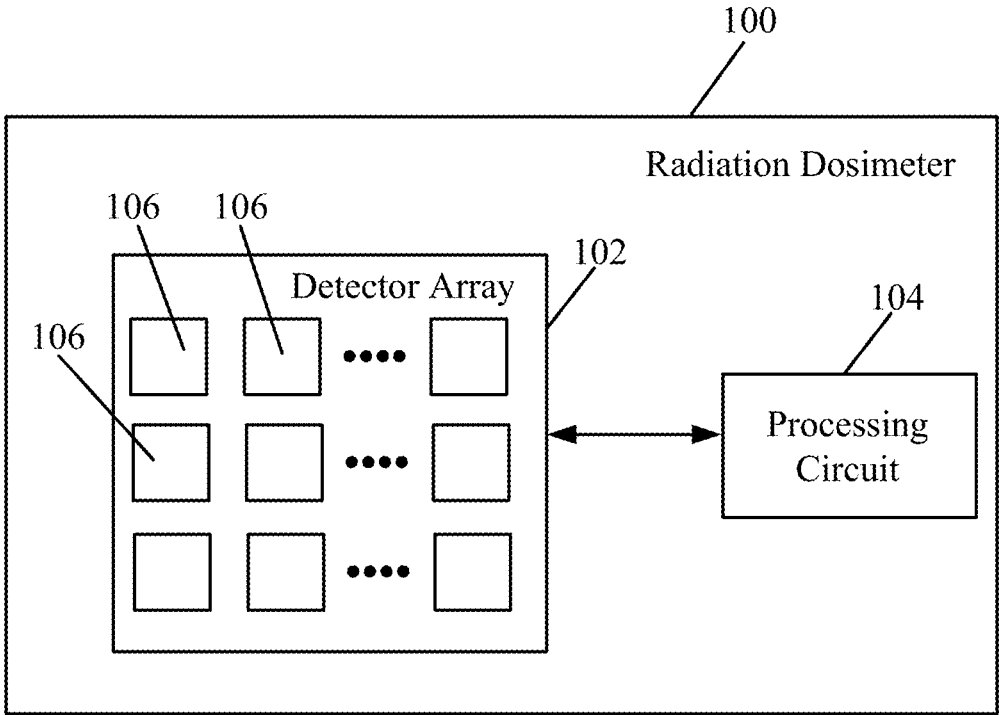 100
Radiation Dosimeter
106 106
102
Detector Array
104
106
Processing
Circuit